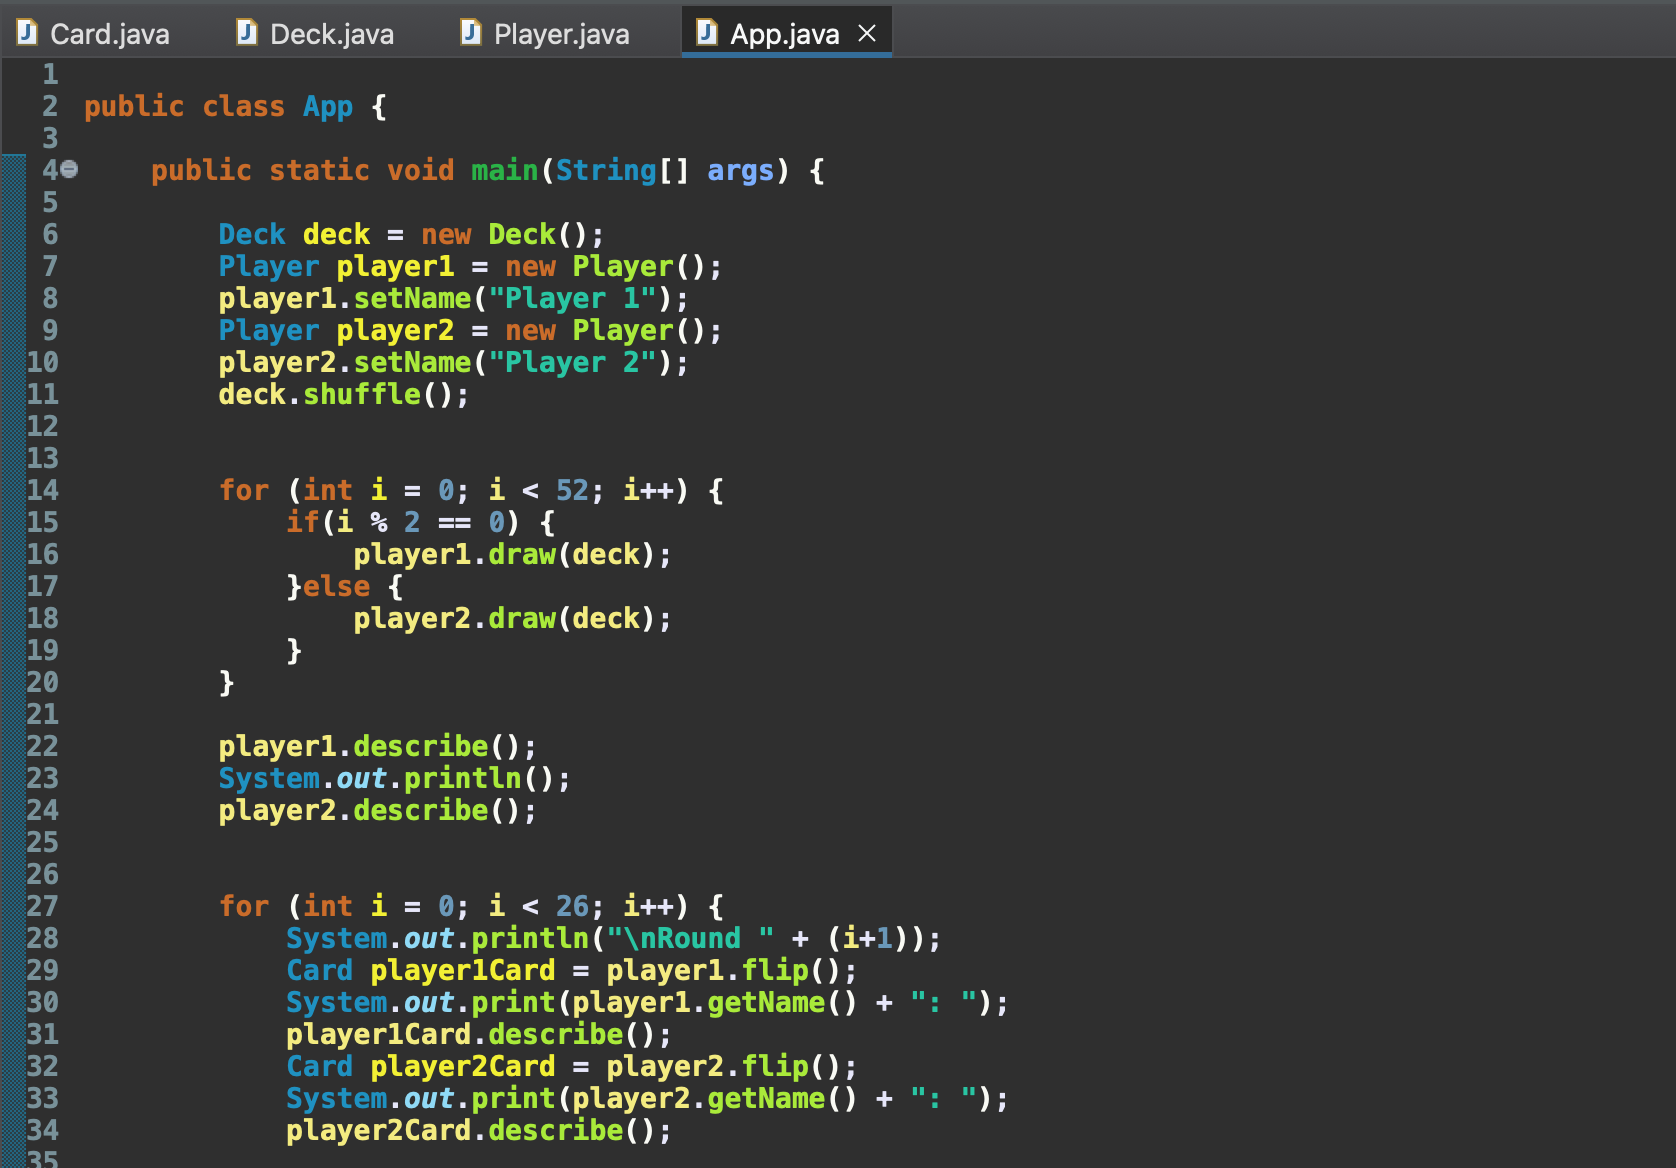 Card.java Deck.java Player.java App.java
1
2 public class App {
3
4 public static void main(String[] args) {
5
6 Deck deck = new Deck();
7 Player player1 = new Player();
8 player1.setName("Player 1");
9 Player player2 = new Player();
10 player2.setName("Player 2");
11 deck.shuffle();
12
13
14 for (int i = 0; i < 52; i++) {
15 if(i % 2 == 0) {
16 player1.draw(deck);
17 }else {
18 player2.draw(deck);
19 }
20 }
21
22 player1.describe();
23 System.out.println();
24 player2.describe();
25
26
27 for (int i = 0; i < 26; i++) {
28 System.out.println("\nRound " + (i+1));
29 Card player1Card = player1.flip();
30 System.out.print(player1.getName() + ": ");
31 player1Card.describe();
32 Card player2Card = player2.flip();
33 System.out.print(player2.getName() + ": ");
34 player2Card.describe();
35